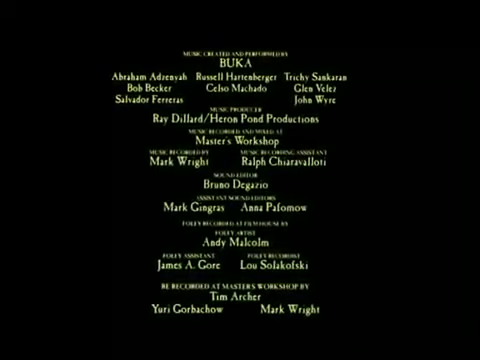 MUSIC CREATED AND PERFORMED BY
BUKA
Abraham Adzenyah Russell Hartenberger Trichy Sankaran
Bob Becker Celso Machado Glen Velez
Salvador Ferreras John Wyre
MUSIC PRODUCER
Ray Dillard/Heron Pond Productions
MUSIC RECORDED AND MIXED AT
Master's Workshop
MUSIC RECORDED BY MUSIC RECORDING ASSISTANT
Mark Wright Ralph Chiaravalloti
SOUND EDITOR
Bruno Degazio
ASSISTANT SOUND EDITORS
Mark Gingras Anna Pafomow
FOLEY RECORDED AT FILM HOUSE BY
FOLEY ARTIST
Andy Malcolm
FOLEY ASSISTANT FOLEY RECORDIST
James A. Gore Lou Solakofski
RE RECORDED AT MASTER'S WORKSHOP BY
Tim Archer
Yuri Gorbachow Mark Wright